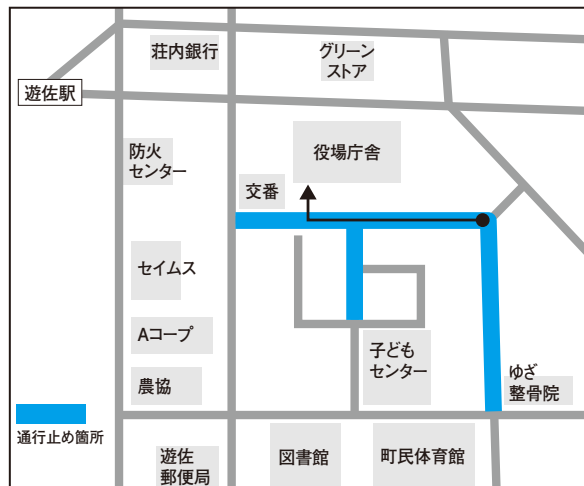 荘内銀行
グリーン
ストア
遊佐駅
防火
センター
役場庁舎
交番
セイムス
Aコープ
子ども
センター
農協
ゆざ
整骨院
通行止め箇所
遊佐
郵便局
図書館
町民体育館